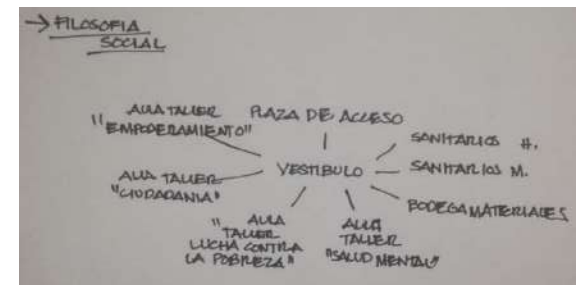 → FILOSOFIA
SOCIAL
AULA TALLER
"EMPODERAMIENTO"
PLAZA DE ACCESO
SANITARIOS H.
VESTIBULO
SANITARIOS M.
AULA TALLER
"CIUDADANIA"
BODEGA MATERIALES
"AULA
TALLER
LUCHA CONTRA
LA POBREZA"
AULA
TALLER
"SALUD MENTAL"